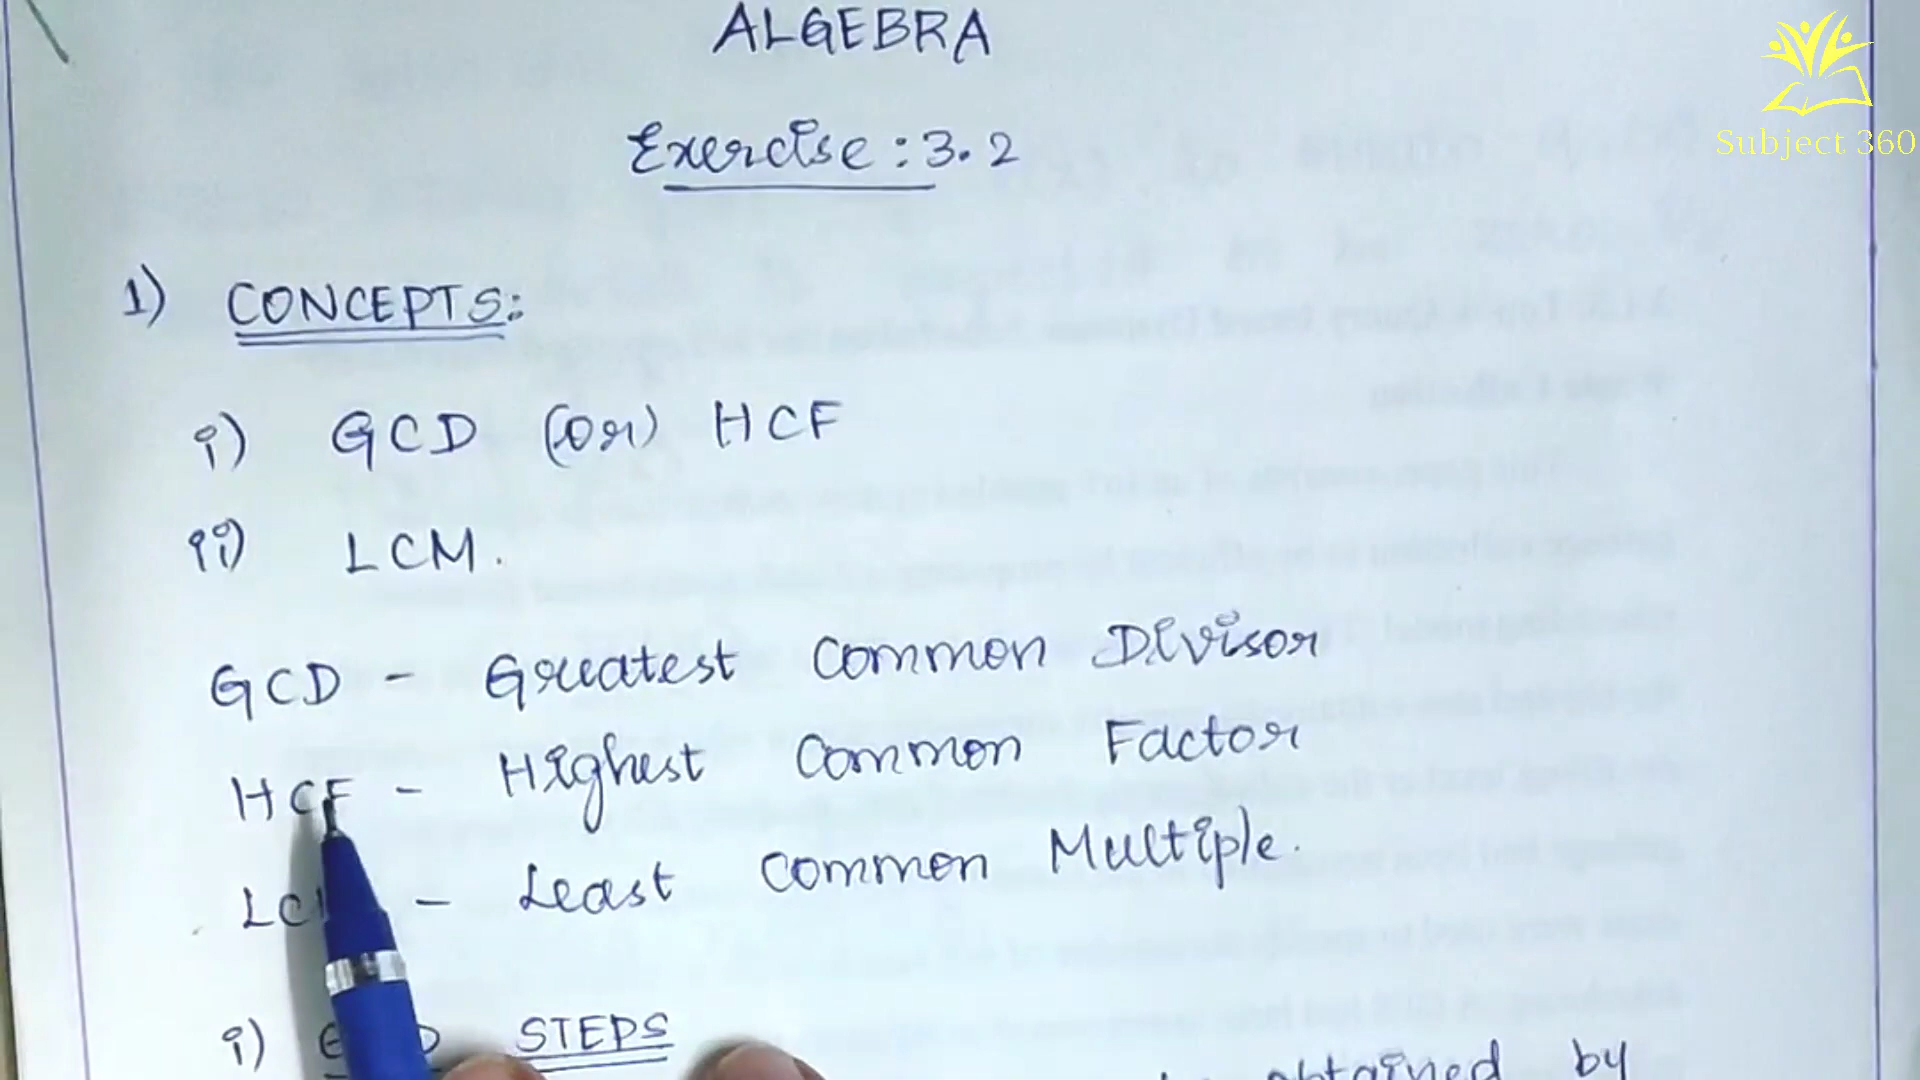 ALGEBRA
Subject 360
Exercise : 3.2
1) CONCEPTS:
i) GCD (or) HCF
ii) LCM.
GCD - Greatest Common Divisor
HCF - Highest Common Factor
- Least Common Multiple.
i) STEPS
obtained by